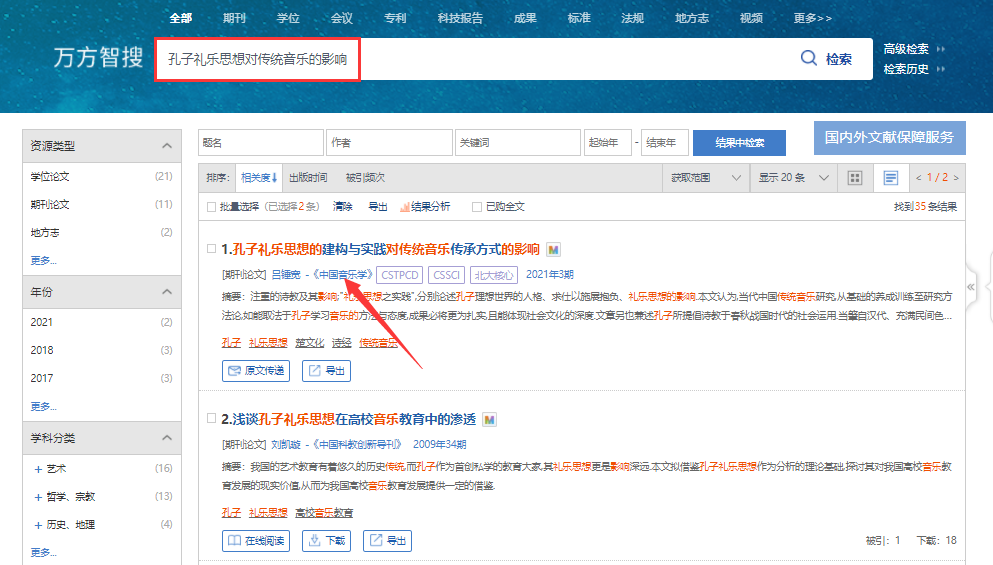 全部 期刊 学位 会议 专利 科技报告 成果 标准 法规 地方志 视频 更多>>
万方智搜 孔子礼乐思想对传统音乐的影响 检索 高级检索
检索历史
资源类型
学位论文 (21)
期刊论文 (11)
地方志 (2)
更多...
年份
2021 (2)
2018 (3)
2017 (3)
更多...
学科分类
+ 艺术 (16)
+ 哲学、宗教 (13)
+ 历史、地理 (4)
更多...
题名 作者 关键词 起始年 - 结束年 结果中检索 国内外文献保障服务
排序: 相关度 出版时间 被引频次 获取范围 显示 20 条 < 1 / 2 >
批量选择 (已选择2条) 清除 导出 结果分析 已购全文 找到35条结果
1.孔子礼乐思想的建构与实践对传统音乐传承方式的影响 M
[期刊论文] 吕锤宽 -《中国音乐学》 CSTPCD CSSCI 北大核心 2021年3期
摘要: 注重的诗教及其影响;"礼乐思想之实践",分别论述孔子理想世界的人格、求仕以施展抱负、礼乐思想的影响.本文认为,当代中国传统音乐研究,从基础的养成训练至研究方
法论,如能取法于孔子学习音乐的方法与态度,成果必将更为扎实,且能体现社会文化的深度.文章另也兼述孔子所提倡诗教于春秋战国时代的社会运用.当肇自汉代、充满民间色...
孔子 礼乐思想 楚文化 诗经 传统音乐
原文传递 导出
2.浅谈孔子礼乐思想在高校音乐教育中的渗透 M
[期刊论文] 刘凯璇 -《中国科教创新导刊》 2009年34期
摘要: 我国的艺术教育有着悠久的历史传统,而孔子作为首创私学的教育大家,其礼乐思想更是影响深远.本文拟借鉴孔子礼乐思想作为分析的理论基础,探讨其对我国高校音乐教
育发展的现实价值,从而为我国高校音乐教育发展提供一定的借鉴.
孔子 礼乐思想 高校音乐教育
在线阅读 下载 导出 被引: 1 下载: 18